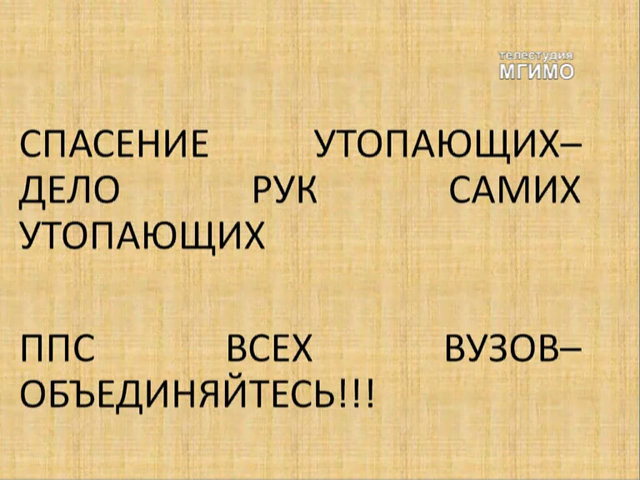 телестудия
МГИМО
СПАСЕНИЕ УТОПАЮЩИХ–
ДЕЛО РУК САМИХ
УТОПАЮЩИХ
ППС ВСЕХ ВУЗОВ–
ОБЪЕДИНЯЙТЕСЬ!!!